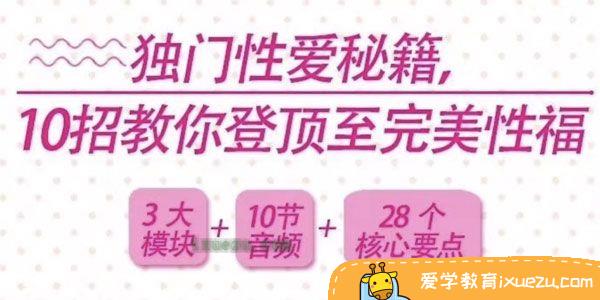 独门性爱秘籍,
10招教你登顶至完美性福
3大模块 + 10节音频 + 28个核心要点
爱学教育ixuezu.com